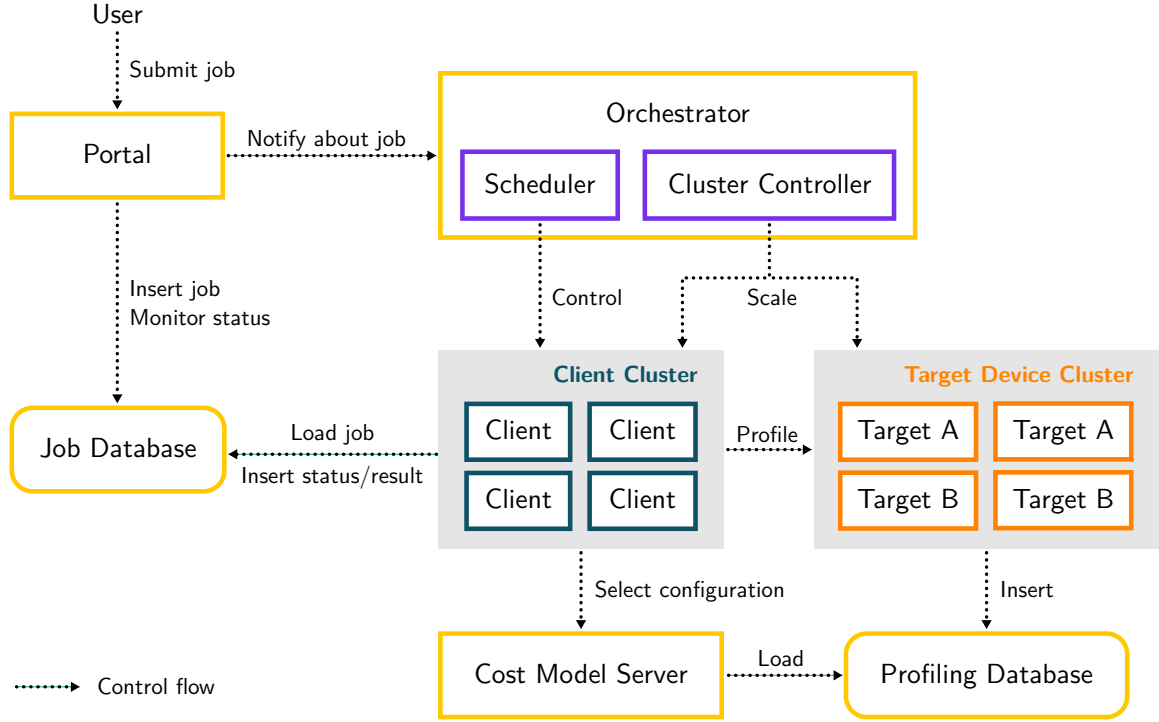 User
Submit job
Orchestrator
Portal
Notify about job
Scheduler
Cluster Controller
Insert job
Monitor status
Control
Scale
Client Cluster
Target Device Cluster
Job Database
Load job
Insert status/result
Client
Client
Profile
Target A
Target A
Client
Client
Target B
Target B
Select configuration
Insert
Cost Model Server
Load
Profiling Database
Control flow